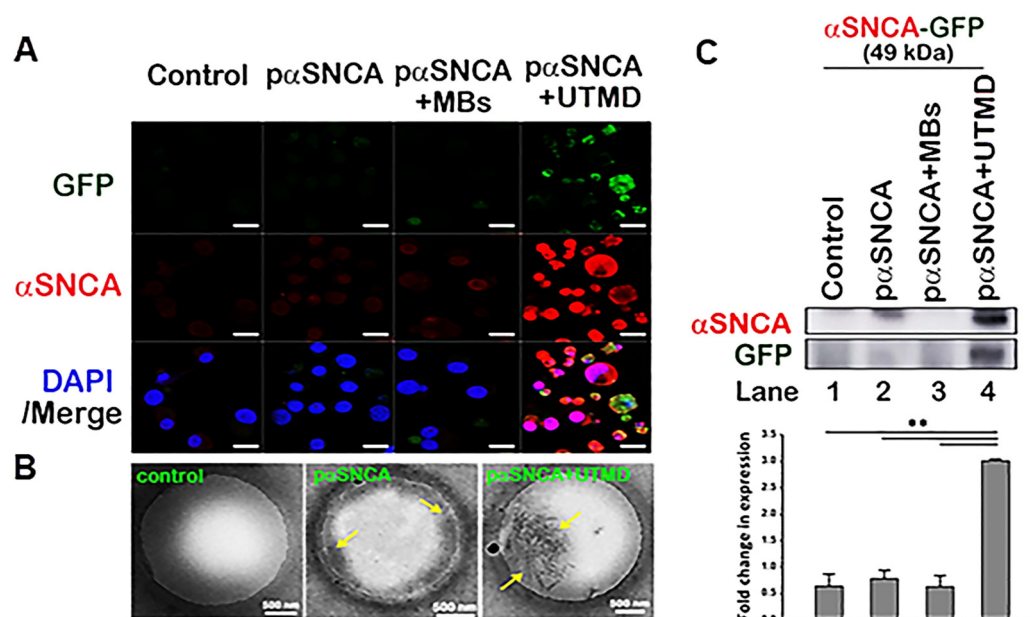 A
Control
pαSNCA
pαSNCA
+MBs
pαSNCA
+UTMD
GFP
αSNCA
DAPI
/Merge
B
control
pαSNCA
pαSNCA+UTMD
500 nm
500 nm
500 nm
C
αSNCA-GFP
(49 kDa)
Control
pαSNCA
pαSNCA+MBs
pαSNCA+UTMD
αSNCA
GFP
Lane 1 2 3 4
**
Fold change in expression
3.5
3.0
2.5
2.0
1.5
1.0
0.5
0.0